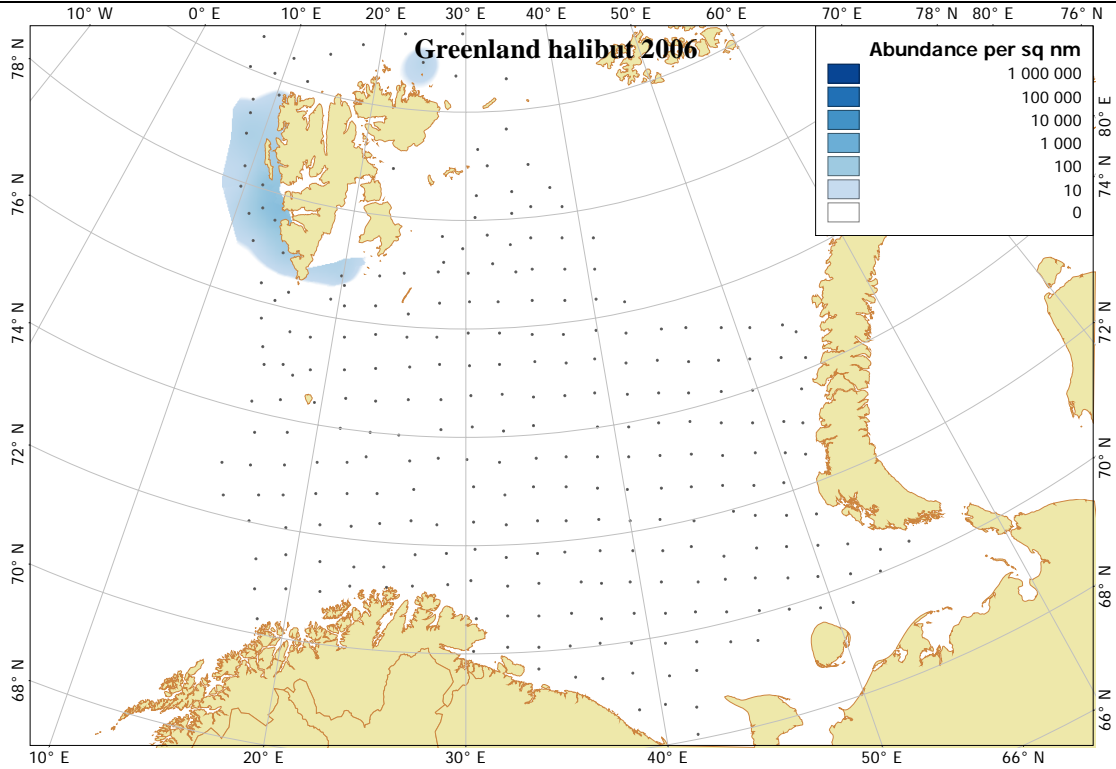 10° W 0° E 10 E 20° E 30° E 40° E 50° E 60° E 70° E 78° N 80° E 76° N
Greenland halibut 2006
Abundance per sq nm
1 000 000
100 000
10 000
1 000
100
10
0
78° N
76° N
74° N
72° N
70° N
68° N
80° E
74° N
72° N
70° N
68° N
66° N
10° E 20° E 30° E 40° E 50° E 66° N